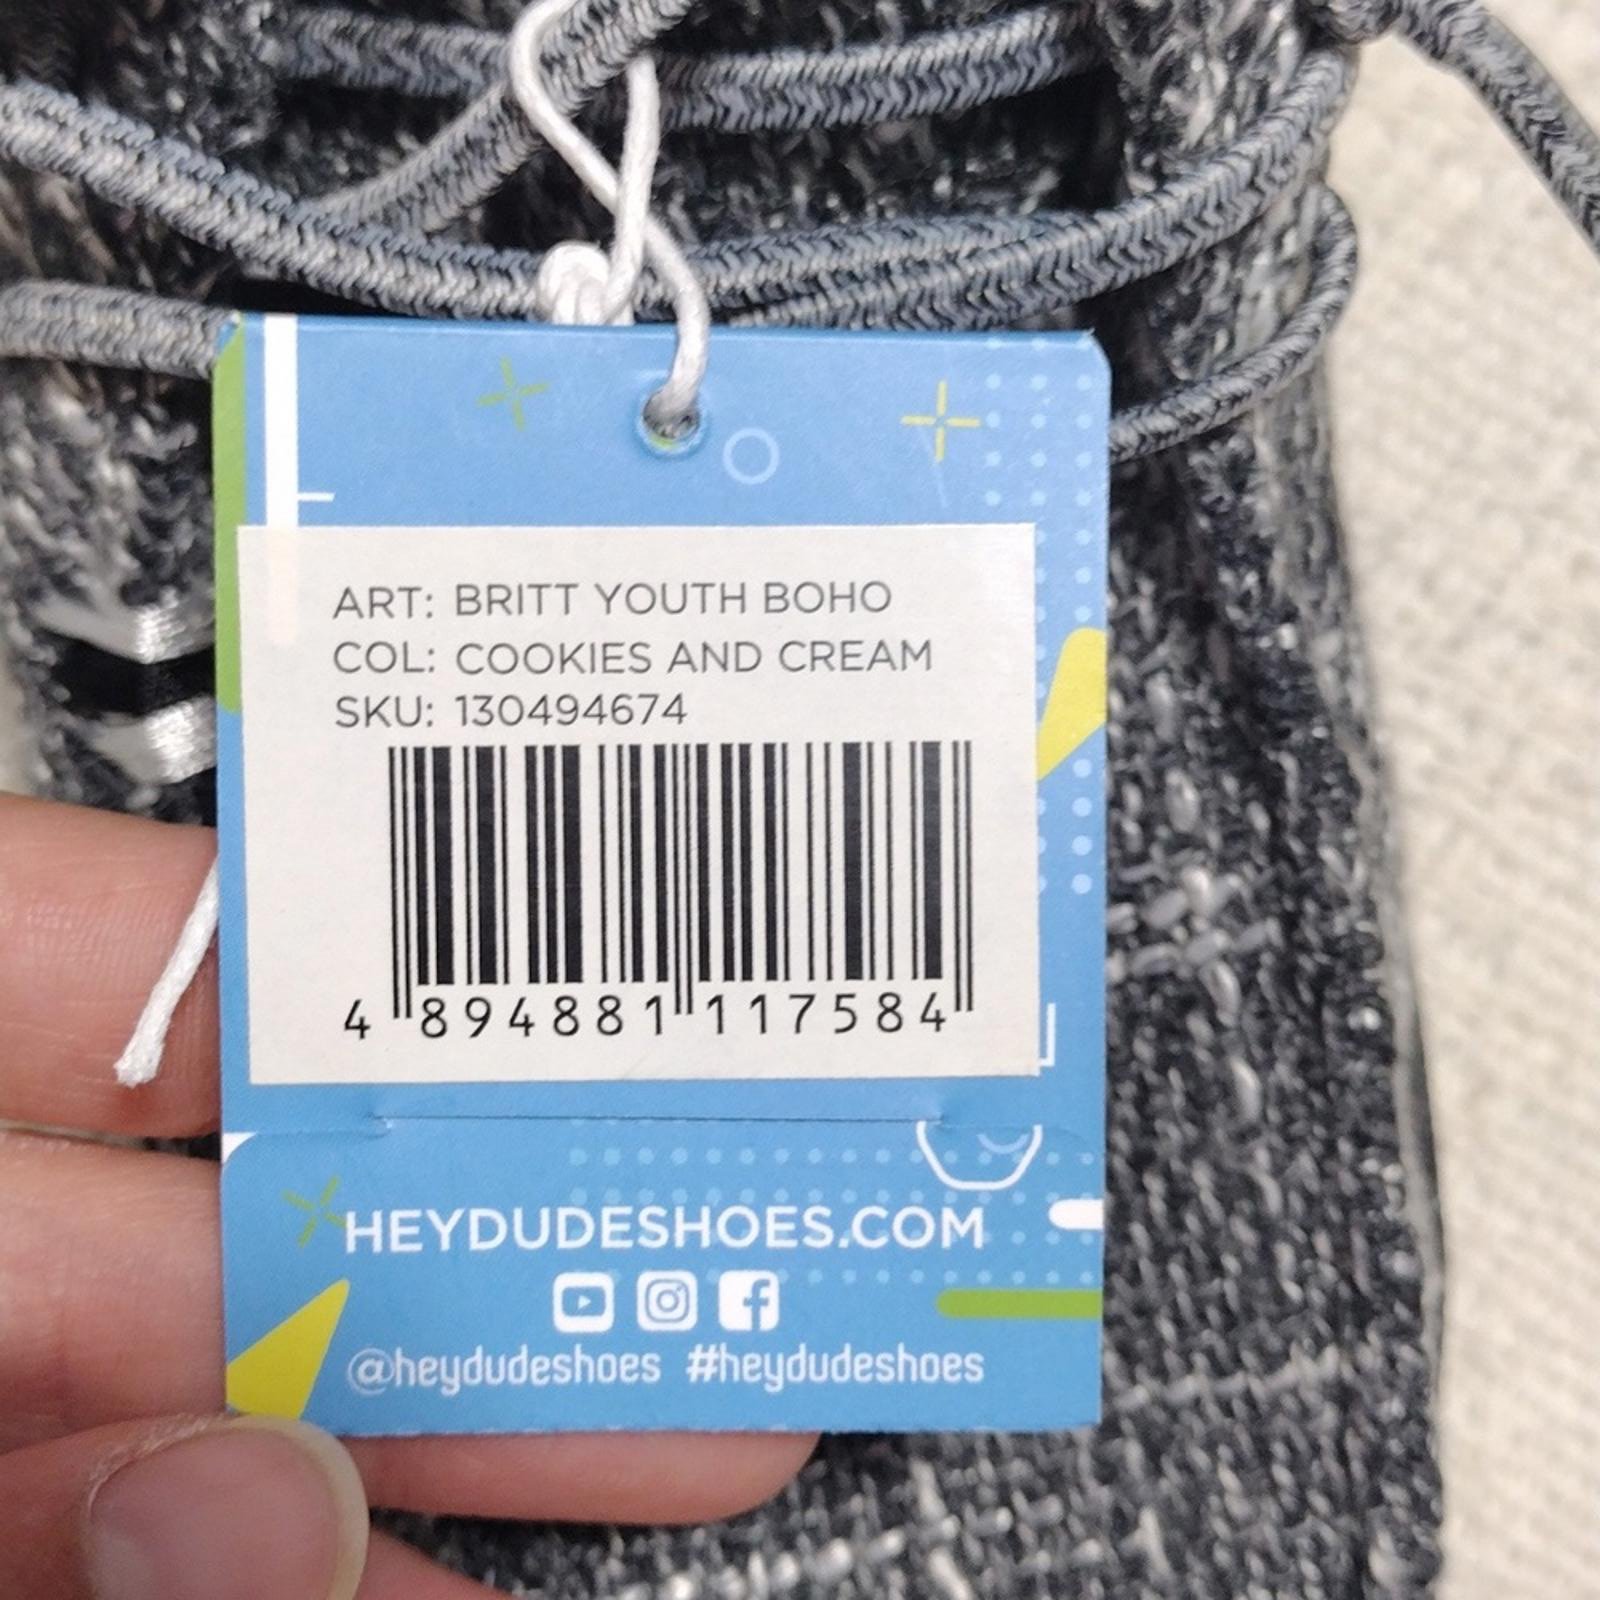 ART: BRITT YOUTH BOHO
COL: COOKIES AND CREAM
SKU: 130494674
4 894881 117584
HEYDUDESHOES.COM
@heydudeshoes #heydudeshoes